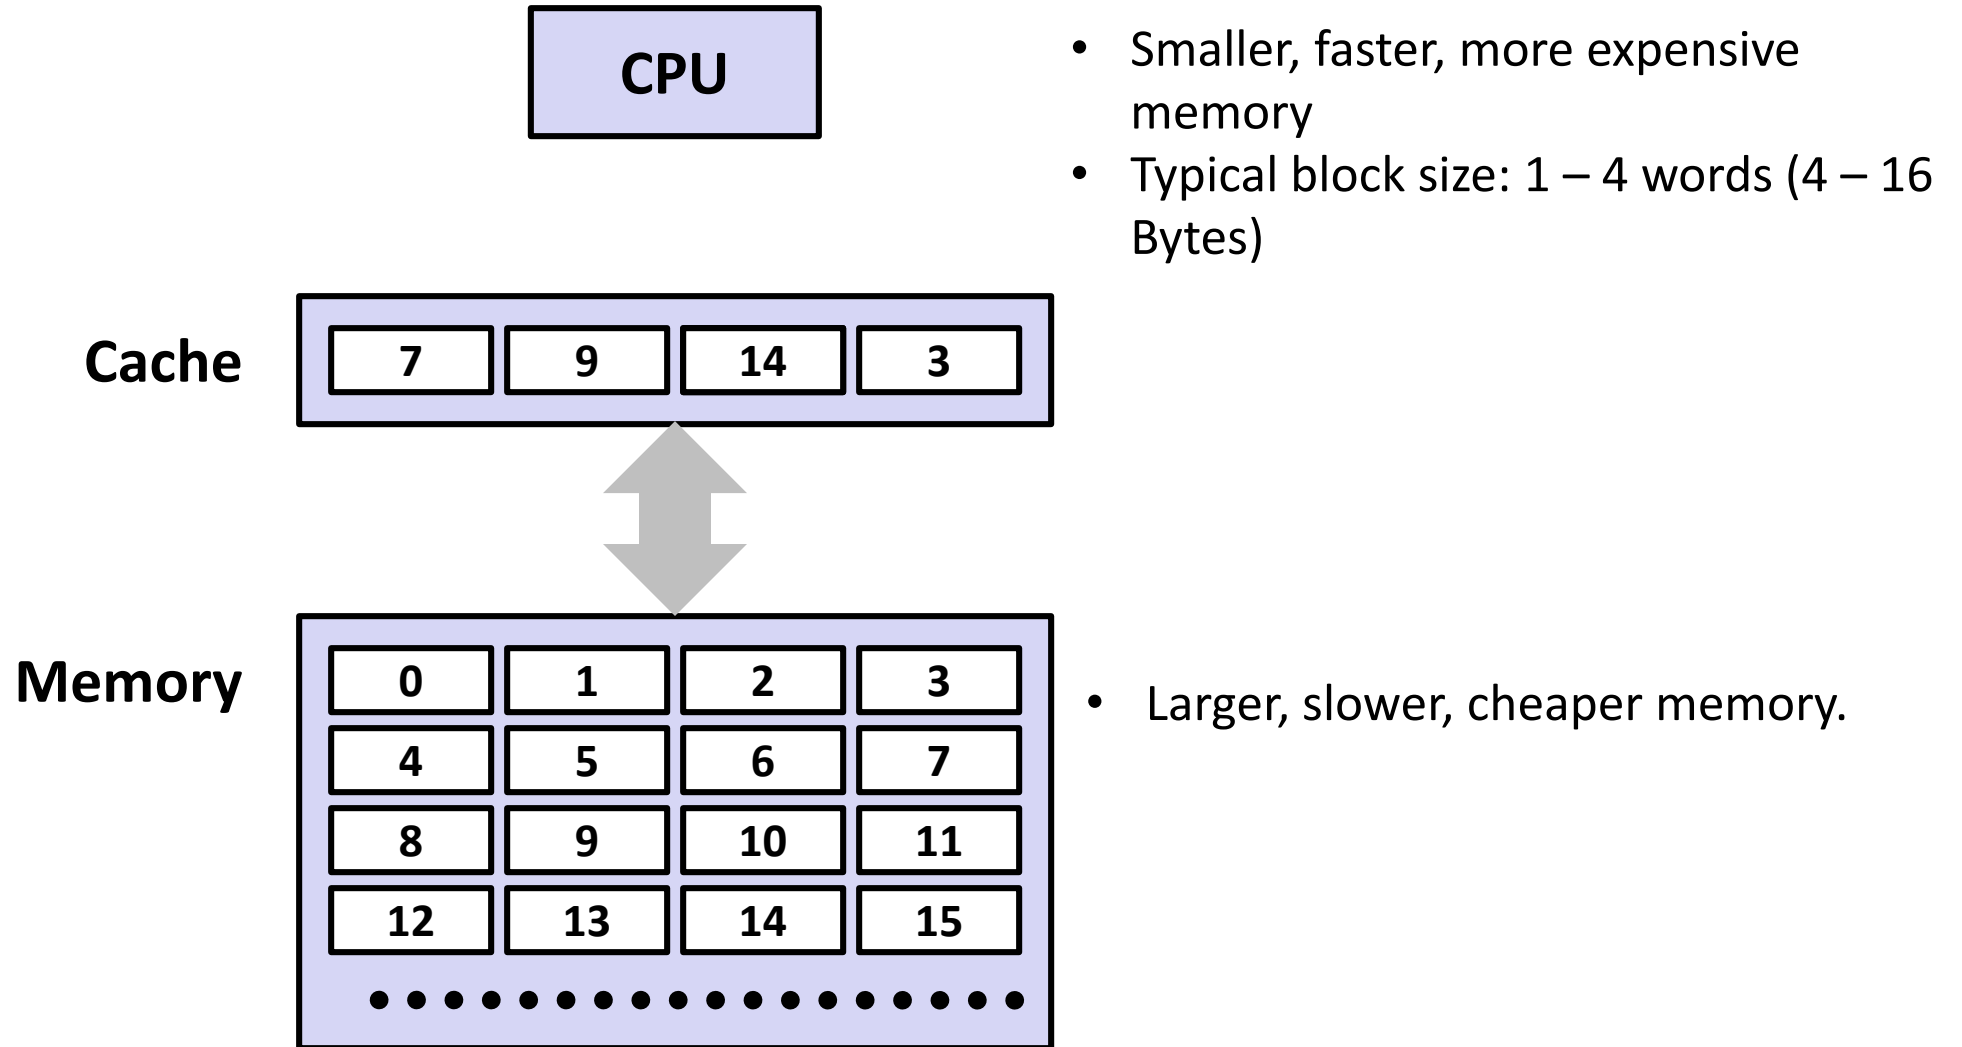 CPU
• Smaller, faster, more expensive
memory
• Typical block size: 1 – 4 words (4 – 16
Bytes)
Cache
7 9 14 3
Memory
0 1 2 3
• Larger, slower, cheaper memory.
4 5 6 7
8 9 10 11
12 13 14 15